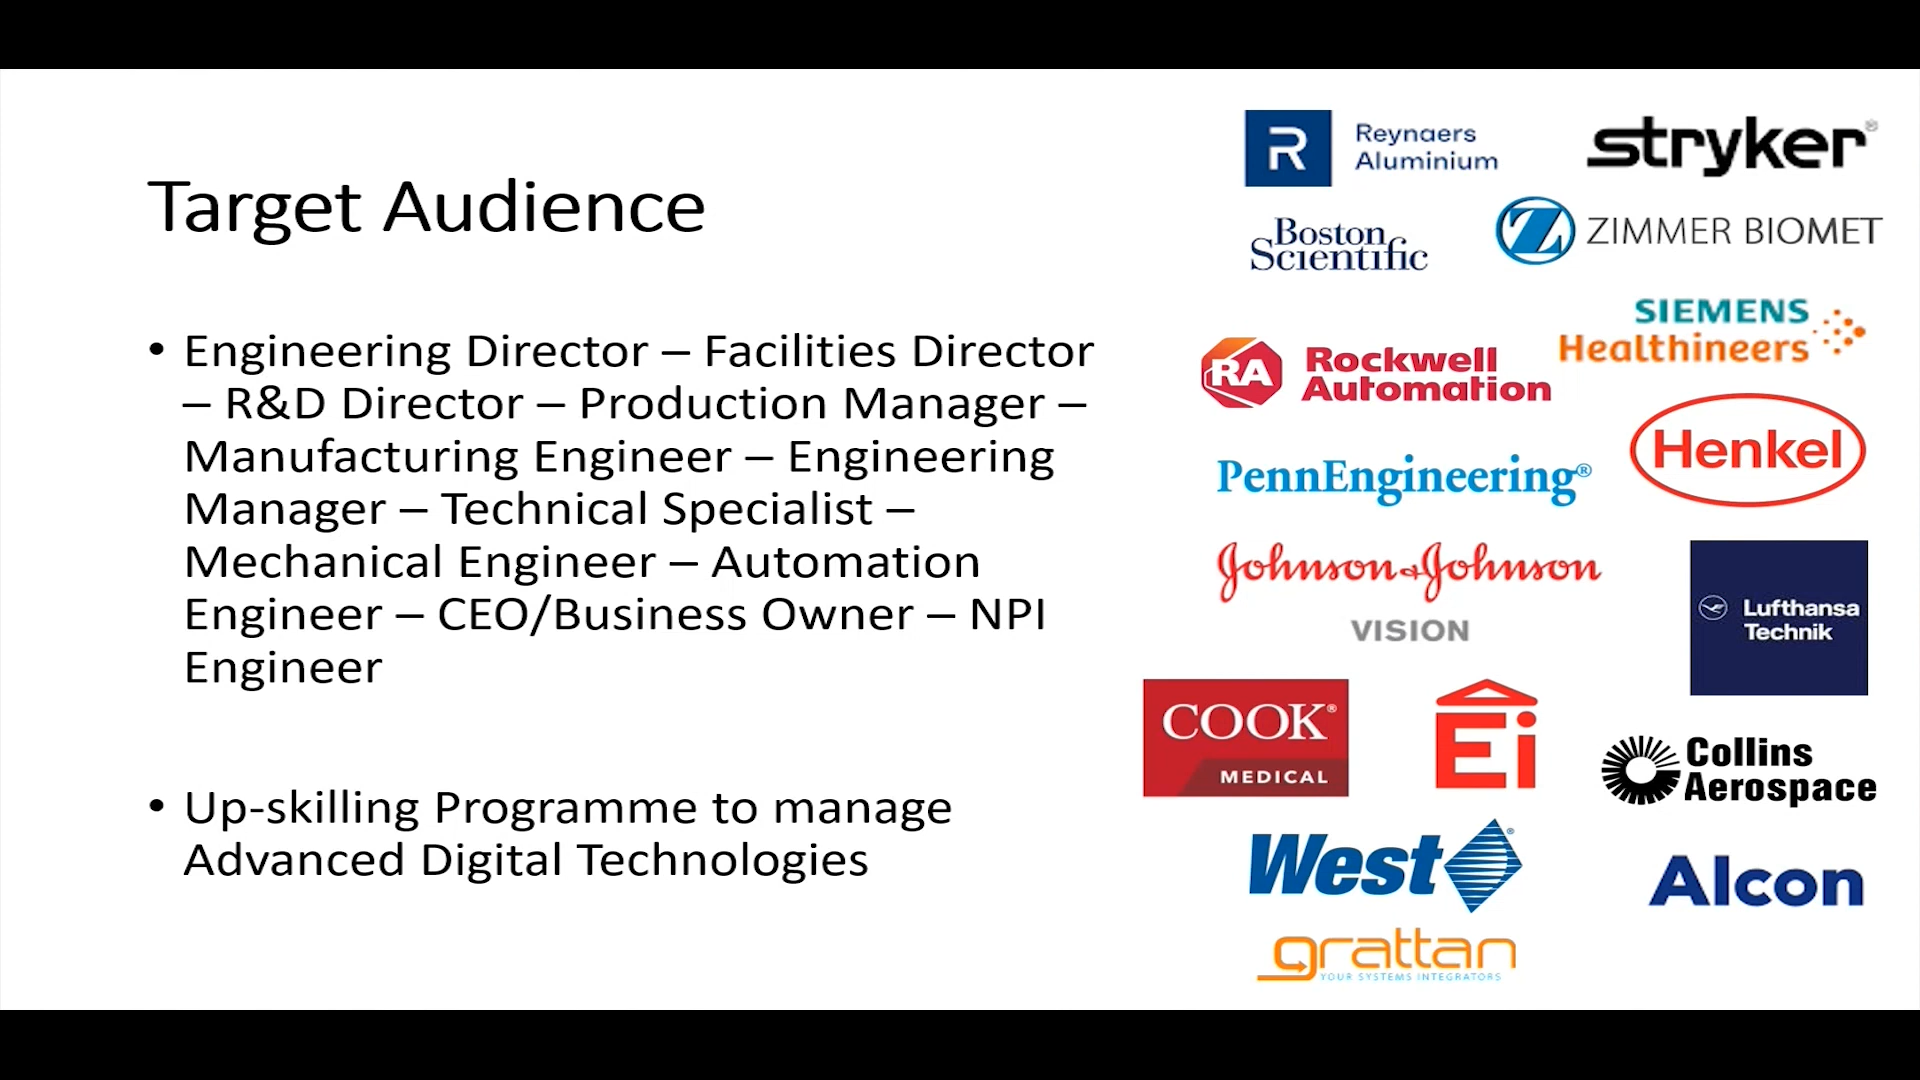 Target Audience
• Engineering Director – Facilities Director
– R&D Director – Production Manager –
Manufacturing Engineer – Engineering
Manager – Technical Specialist –
Mechanical Engineer – Automation
Engineer – CEO/Business Owner – NPI
Engineer
• Up-skilling Programme to manage
Advanced Digital Technologies
R
Reynaers
Aluminium
stryker®
Boston
Scientific
Z
ZIMMER BIOMET
SIEMENS
Healthineers
RA
Rockwell
Automation
Henkel
PennEngineering®
Johnson & Johnson
VISION
Lufthansa
Technik
COOK®
MEDICAL
Ei
Collins
Aerospace
West®
Alcon
grattan
YOUR SYSTEMS INTEGRATORS